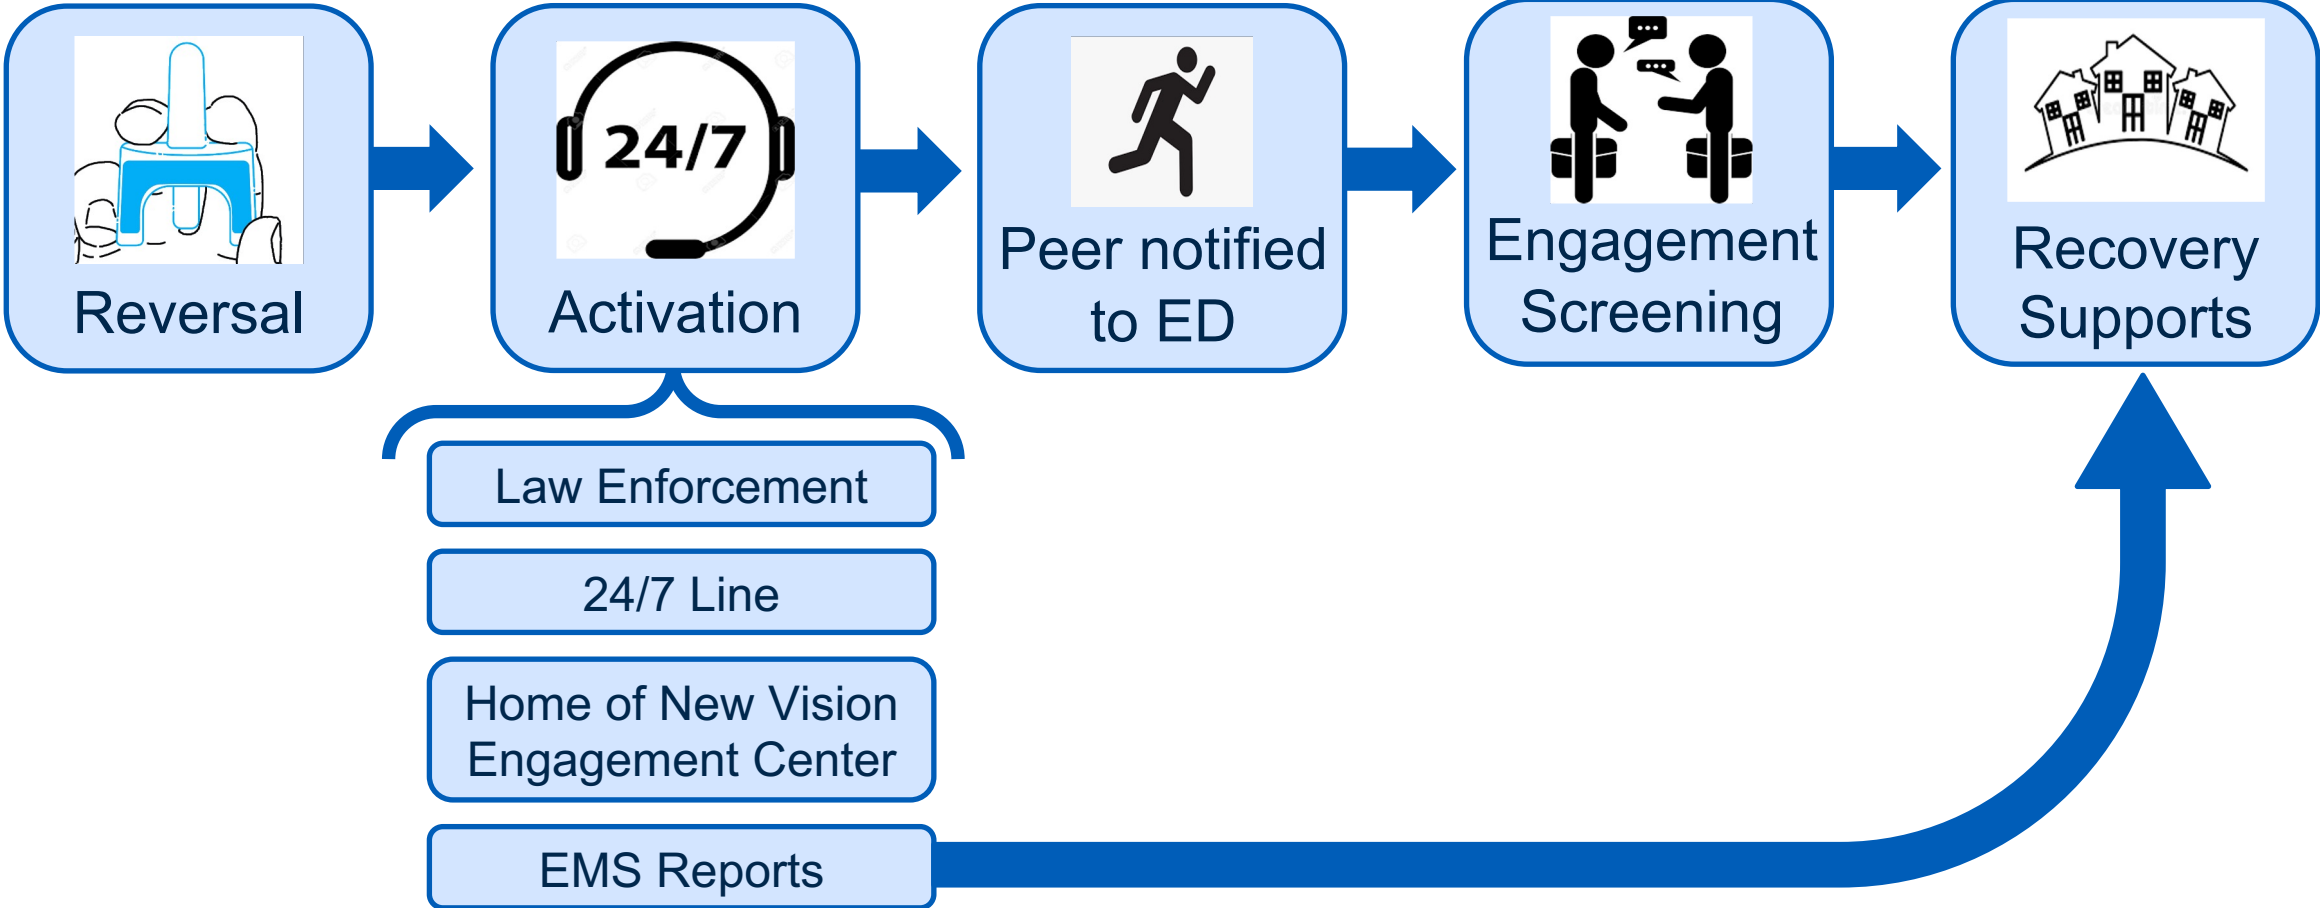 Reversal
24/7
Activation
Peer notified
to ED
Engagement
Screening
Recovery
Supports
Law Enforcement
24/7 Line
Home of New Vision
Engagement Center
EMS Reports